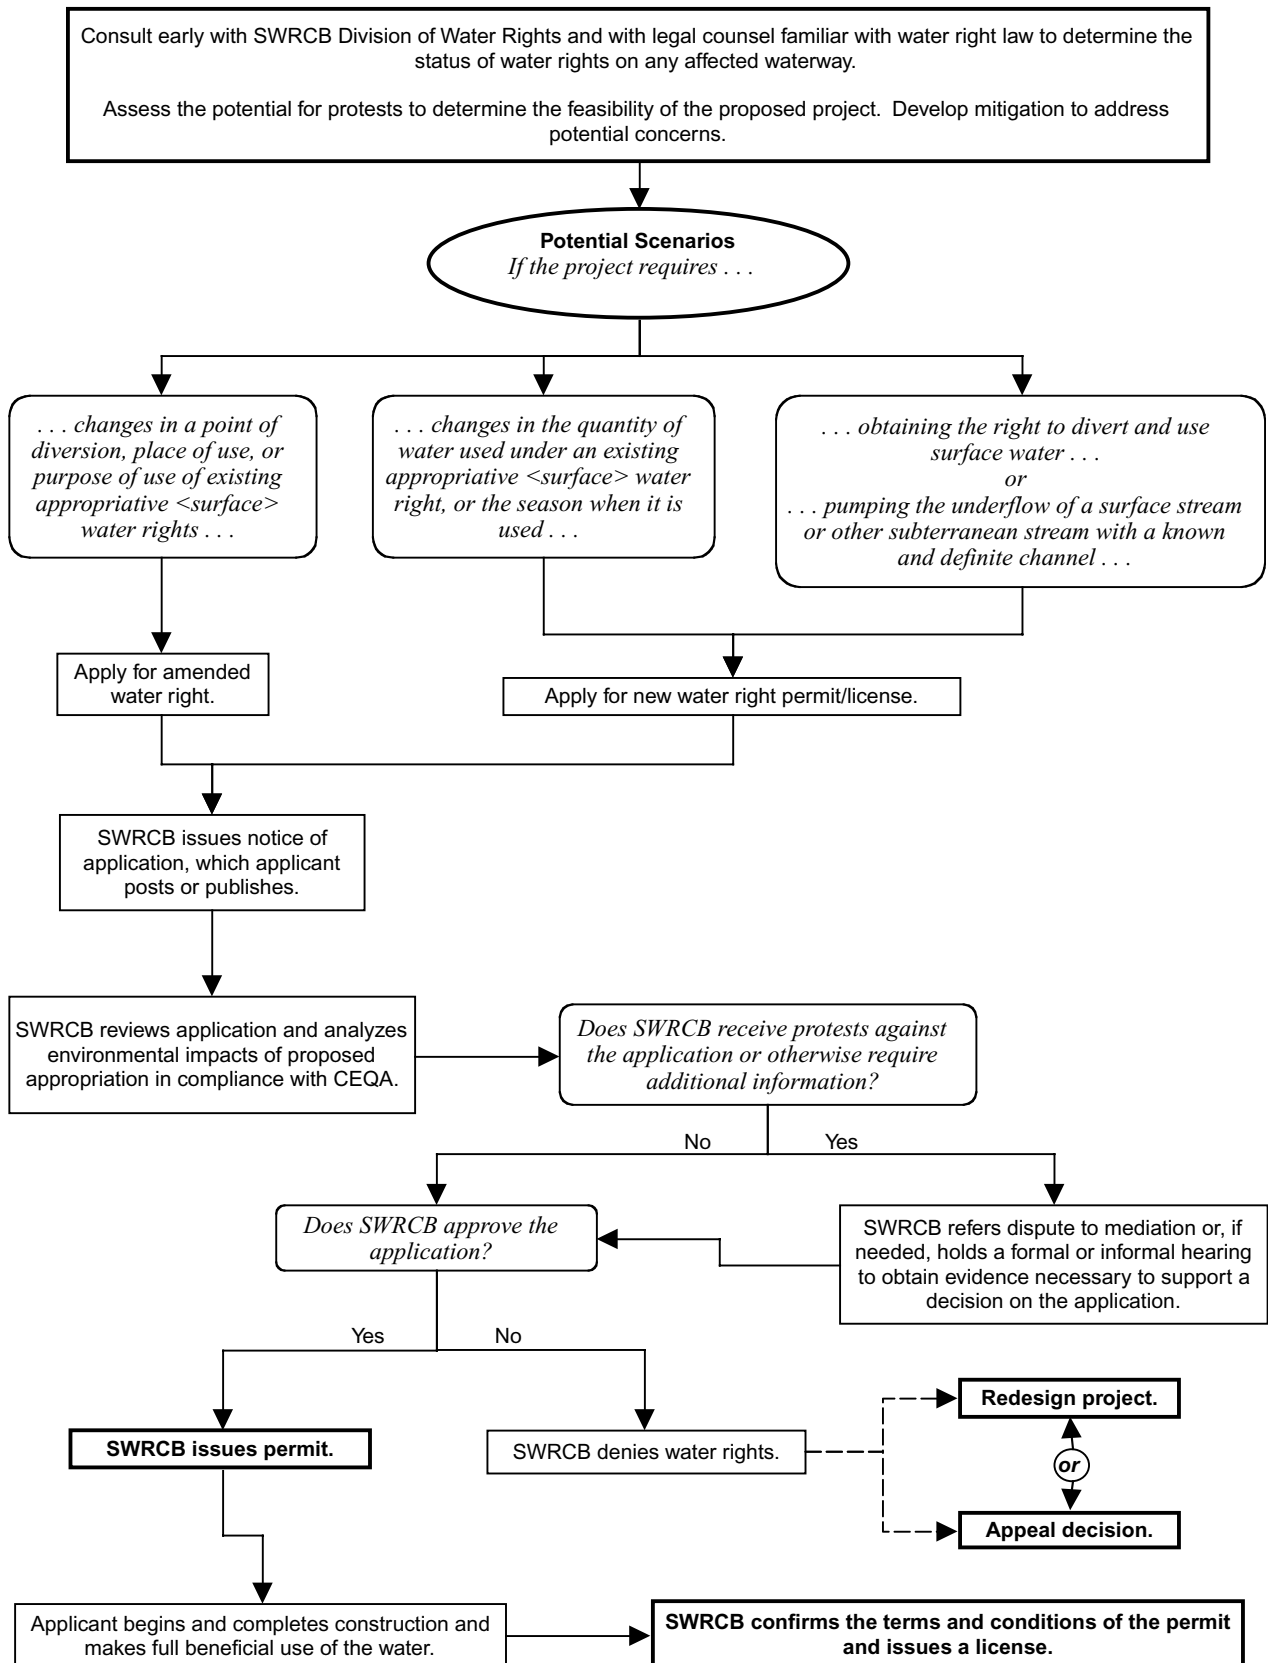 Consult early with SWRCB Division of Water Rights and with legal counsel familiar with water right law to determine the
status of water rights on any affected waterway.
Assess the potential for protests to determine the feasibility of the proposed project.  Develop mitigation to address
potential concerns.
Potential Scenarios
If the project requires . . .
. . . changes in a point of
diversion, place of use, or
purpose of use of existing
appropriative <surface>
water rights . . .
. . . changes in the quantity of
water used under an existing
appropriative <surface> water
right, or the season when it is
used . . .
. . . obtaining the right to divert and use
surface water . . .
or
. . . pumping the underflow of a surface stream
or other subterranean stream with a known
and definite channel . . .
Apply for amended
water right.
Apply for new water right permit/license.
SWRCB issues notice of
application, which applicant
posts or publishes.
SWRCB reviews application and analyzes
environmental impacts of proposed
appropriation in compliance with CEQA.
Does SWRCB receive protests against
the application or otherwise require
additional information?
No
Yes
Does SWRCB approve the
application?
SWRCB refers dispute to mediation or, if
needed, holds a formal or informal hearing
to obtain evidence necessary to support a
decision on the application.
Yes
No
SWRCB issues permit.
SWRCB denies water rights.
Redesign project.
or
Appeal decision.
Applicant begins and completes construction and
makes full beneficial use of the water.
SWRCB confirms the terms and conditions of the permit
and issues a license.